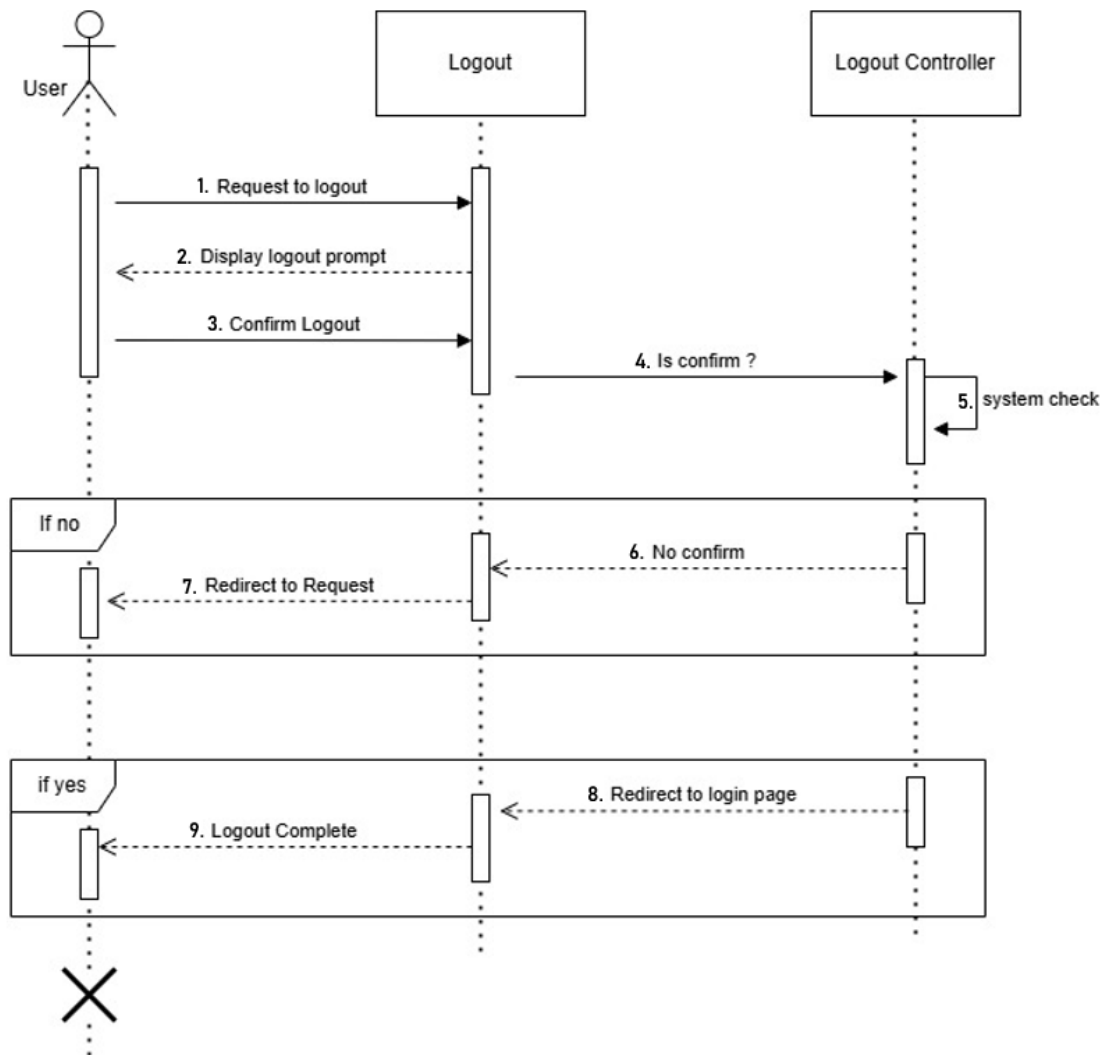 User
Logout
Logout Controller
1. Request to logout
2. Display logout prompt
3. Confirm Logout
4. Is confirm ?
5. system check
If no
6. No confirm
7. Redirect to Request
if yes
8. Redirect to login page
9. Logout Complete